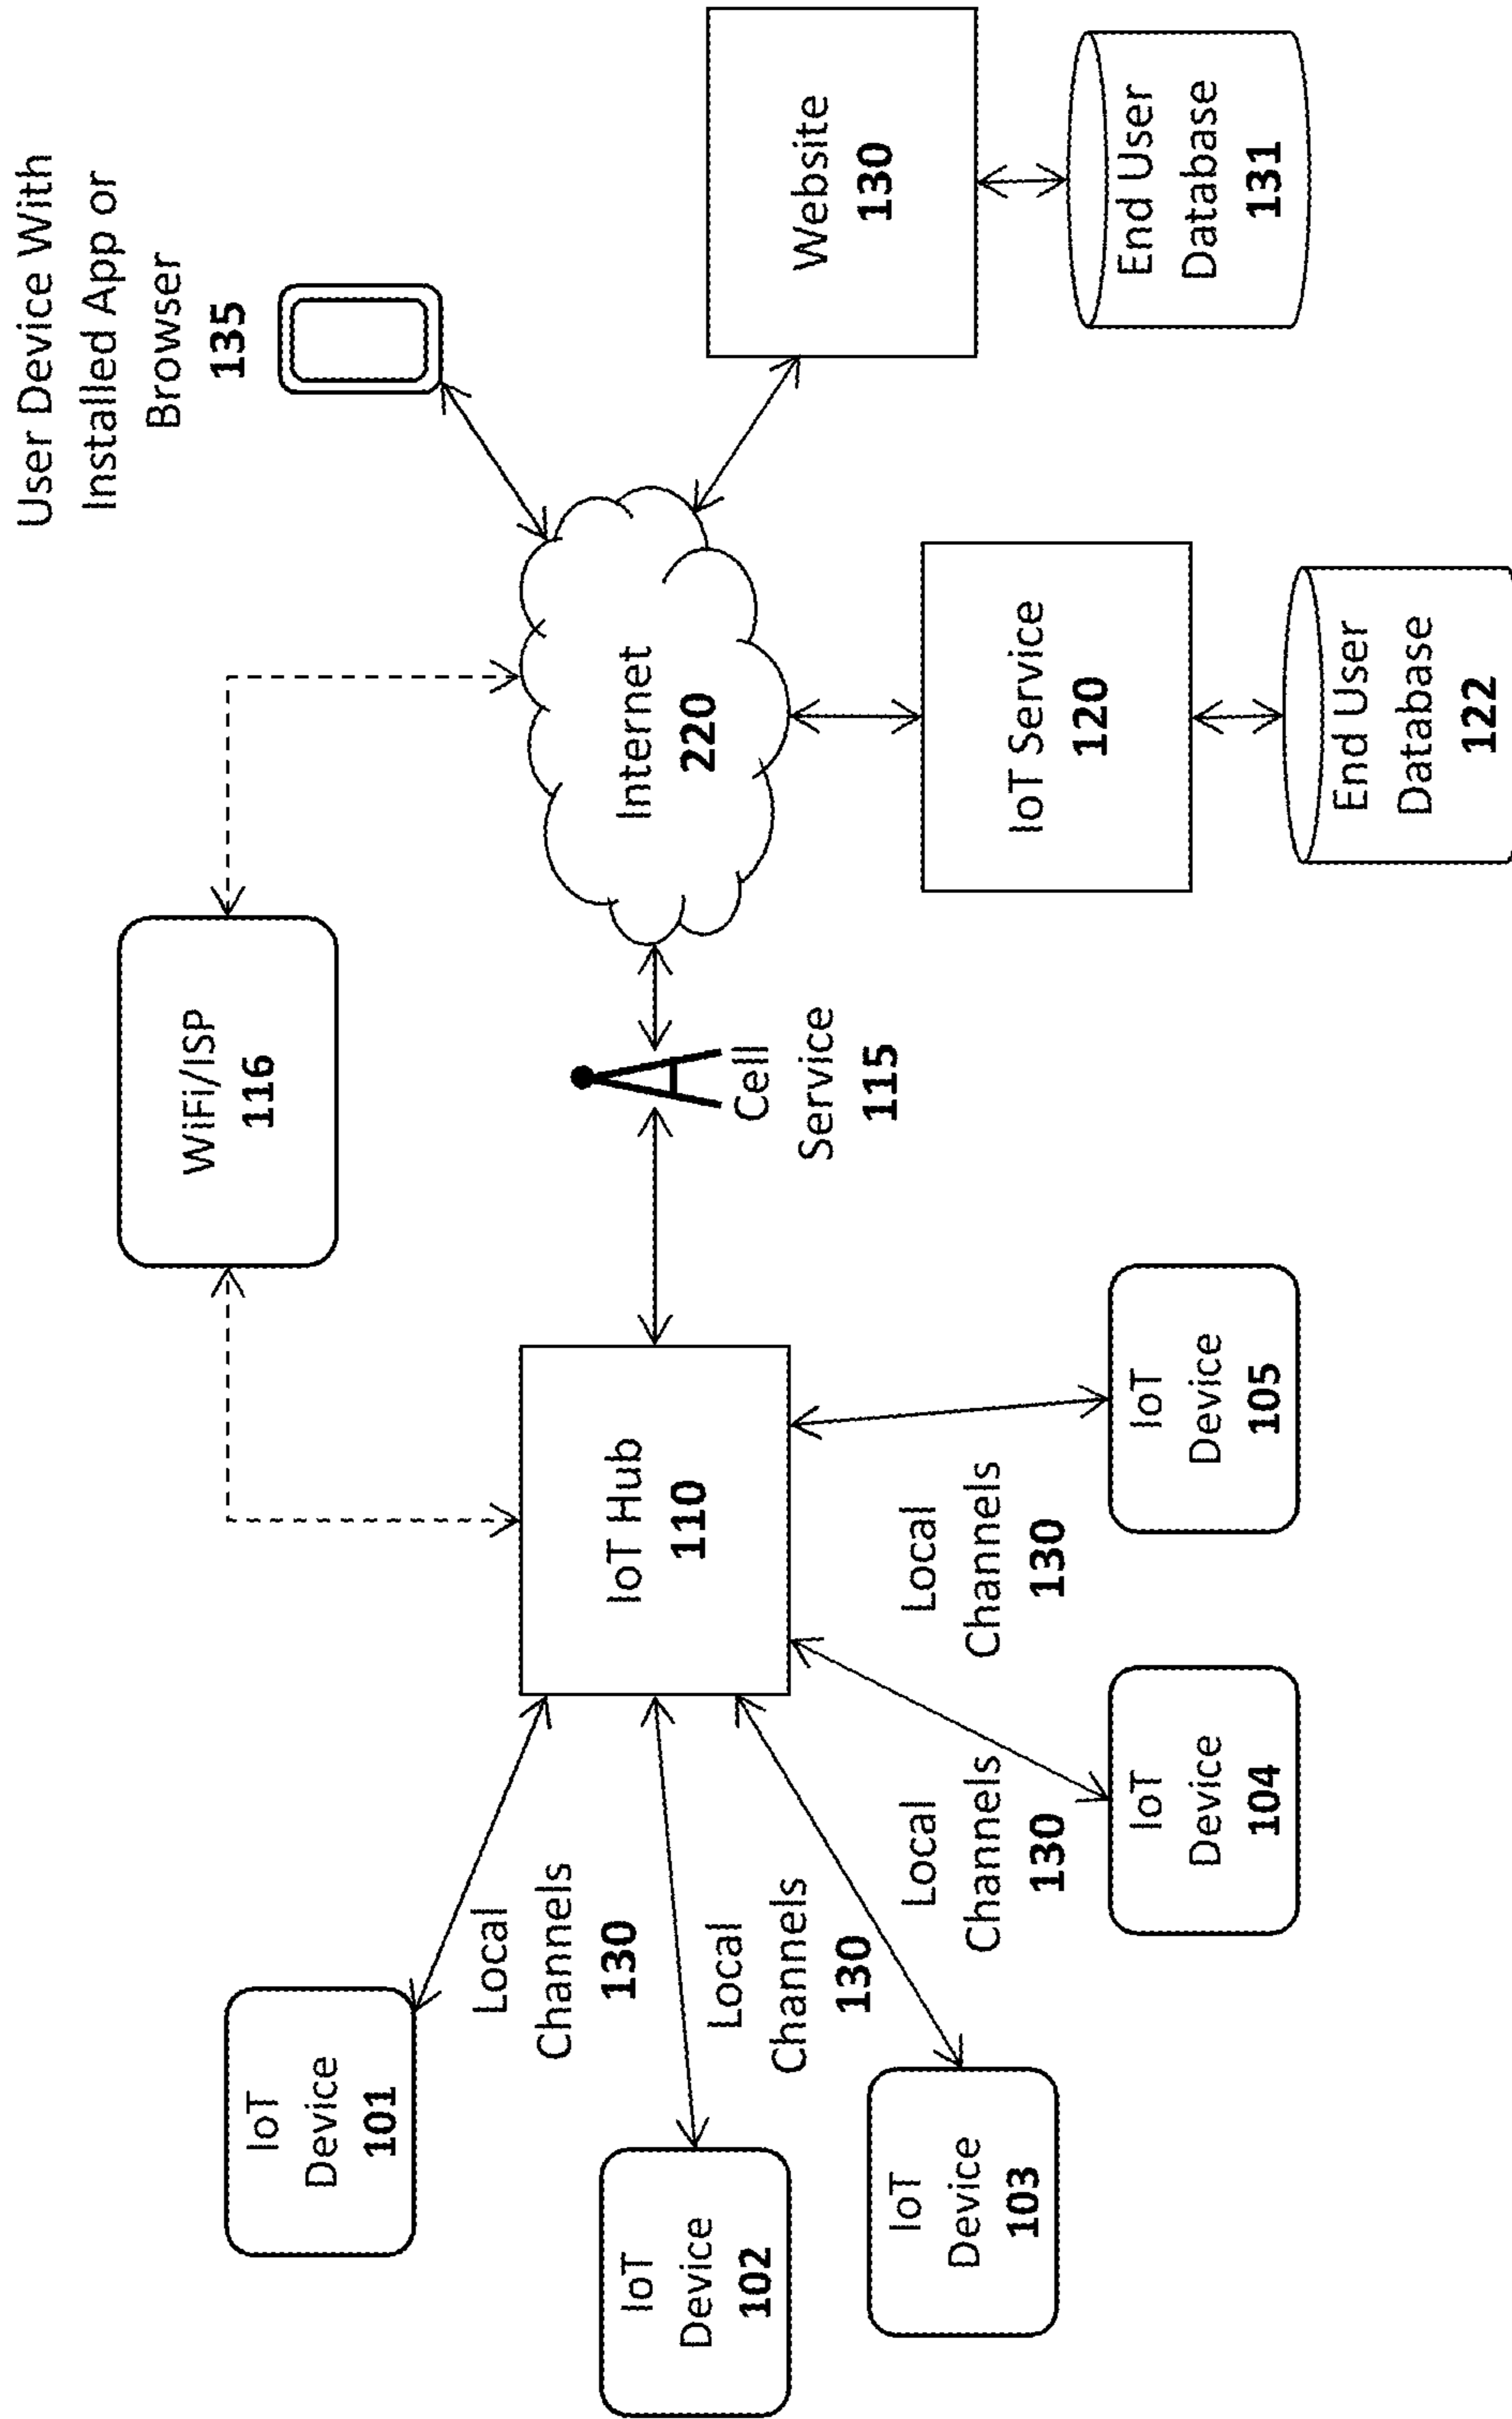 User Device With
Installed App or
Browser
135
WiFi/ISP
116
IoT
Device
101
IoT Hub
110
Internet
220
Website
130
Local
Channels
130
Cell
Service
115
IoT
Device
102
Local
Channels
130
End User
Database
131
IoT
Device
103
Local
Channels
130
Local
Channels
130
IoT Service
120
IoT
Device
104
IoT
Device
105
End User
Database
122